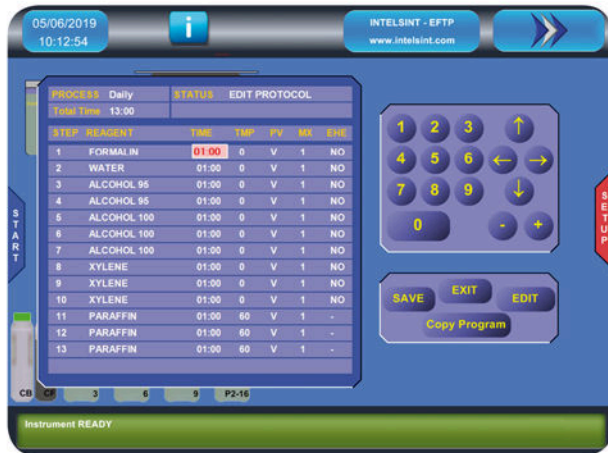 05/06/2019
10:12:54
i
INTELSINT - EFTP
www.intelsint.com
PROCESS Daily STATUS EDIT PROTOCOL
Total Time 13:00
STEP REAGENT TIME TMP PV MX EHE
1 FORMALIN 01:00 0 V 1 NO
2 WATER 01:00 0 V 1 NO
3 ALCOHOL 95 01:00 0 V 1 NO
4 ALCOHOL 95 01:00 0 V 1 NO
5 ALCOHOL 100 01:00 0 V 1 NO
6 ALCOHOL 100 01:00 0 V 1 NO
7 ALCOHOL 100 01:00 0 V 1 NO
8 XYLENE 01:00 0 V 1 NO
9 XYLENE 01:00 0 V 1 NO
10 XYLENE 01:00 0 V 1 NO
11 PARAFFIN 01:00 60 V 1 -
12 PARAFFIN 01:00 60 V 1 -
13 PARAFFIN 01:00 60 V 1 -
START
1 2 3 ↑
4 5 6 ← →
7 8 9 ↓
0 - +
SETUP
SAVE EXIT EDIT
Copy Program
CB CF 3 6 9 P2-16
Instrument READY